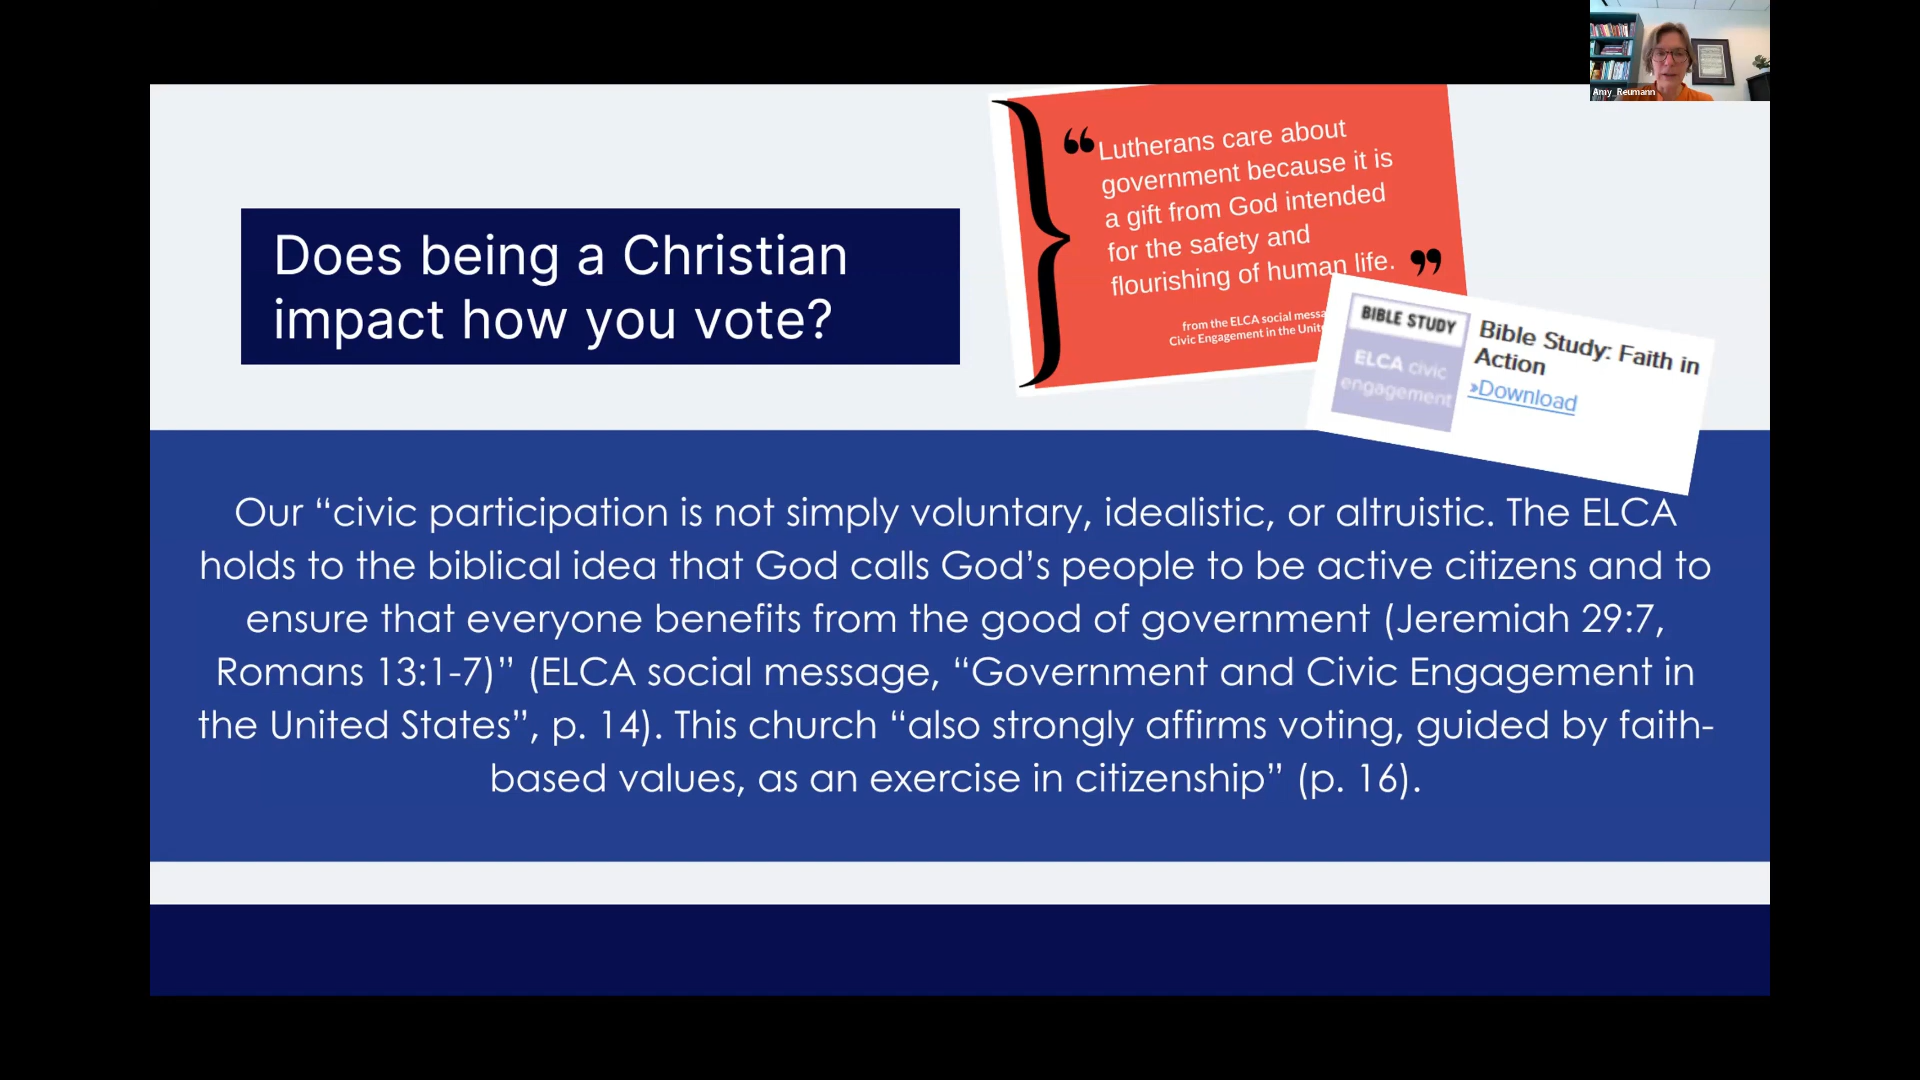 Amy Reumann
Does being a Christian
impact how you vote?
“Lutherans care about
government because it is
a gift from God intended
for the safety and
flourishing of human life.”
from the ELCA social messa
Civic Engagement in the Unit
BIBLE STUDY
ELCA civic
engagement
Bible Study: Faith in
Action
»Download
Our “civic participation is not simply voluntary, idealistic, or altruistic. The ELCA
holds to the biblical idea that God calls God’s people to be active citizens and to
ensure that everyone benefits from the good of government (Jeremiah 29:7,
Romans 13:1-7)” (ELCA social message, “Government and Civic Engagement in
the United States”, p. 14). This church “also strongly affirms voting, guided by faith-
based values, as an exercise in citizenship” (p. 16).